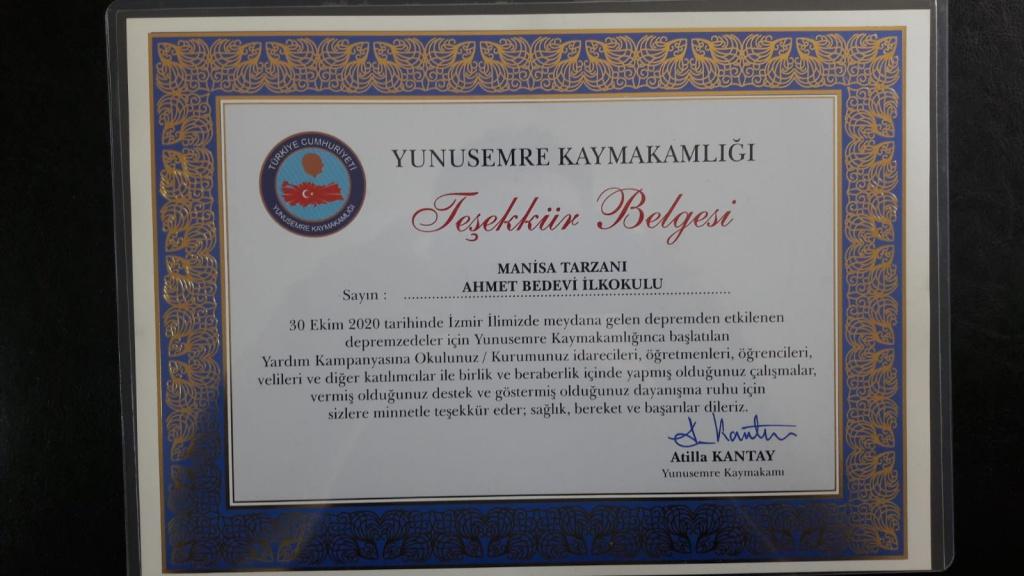 TÜRKİYE CUMHURİYETİ
YUNUSEMRE KAYMAKAMLIĞI
YUNUSEMRE KAYMAKAMLIĞI
Teşekkür Belgesi
MANİSA TARZANI
AHMET BEDEVİ İLKOKULU
Sayın :
30 Ekim 2020 tarihinde İzmir İlimizde meydana gelen depremden etkilenen
depremzedeler için Yunusemre Kaymakamlığınca başlatılan
Yardım Kampanyasına Okulunuz / Kurumunuz idarecileri, öğretmenleri, öğrencileri,
velileri ve diğer katılımcılar ile birlik ve beraberlik içinde yapmış olduğunuz çalışmalar,
vermiş olduğunuz destek ve göstermiş olduğunuz dayanışma ruhu için
sizlere minnetle teşekkür eder; sağlık, bereket ve başarılar dileriz.
Atilla KANTAY
Yunusemre Kaymakamı